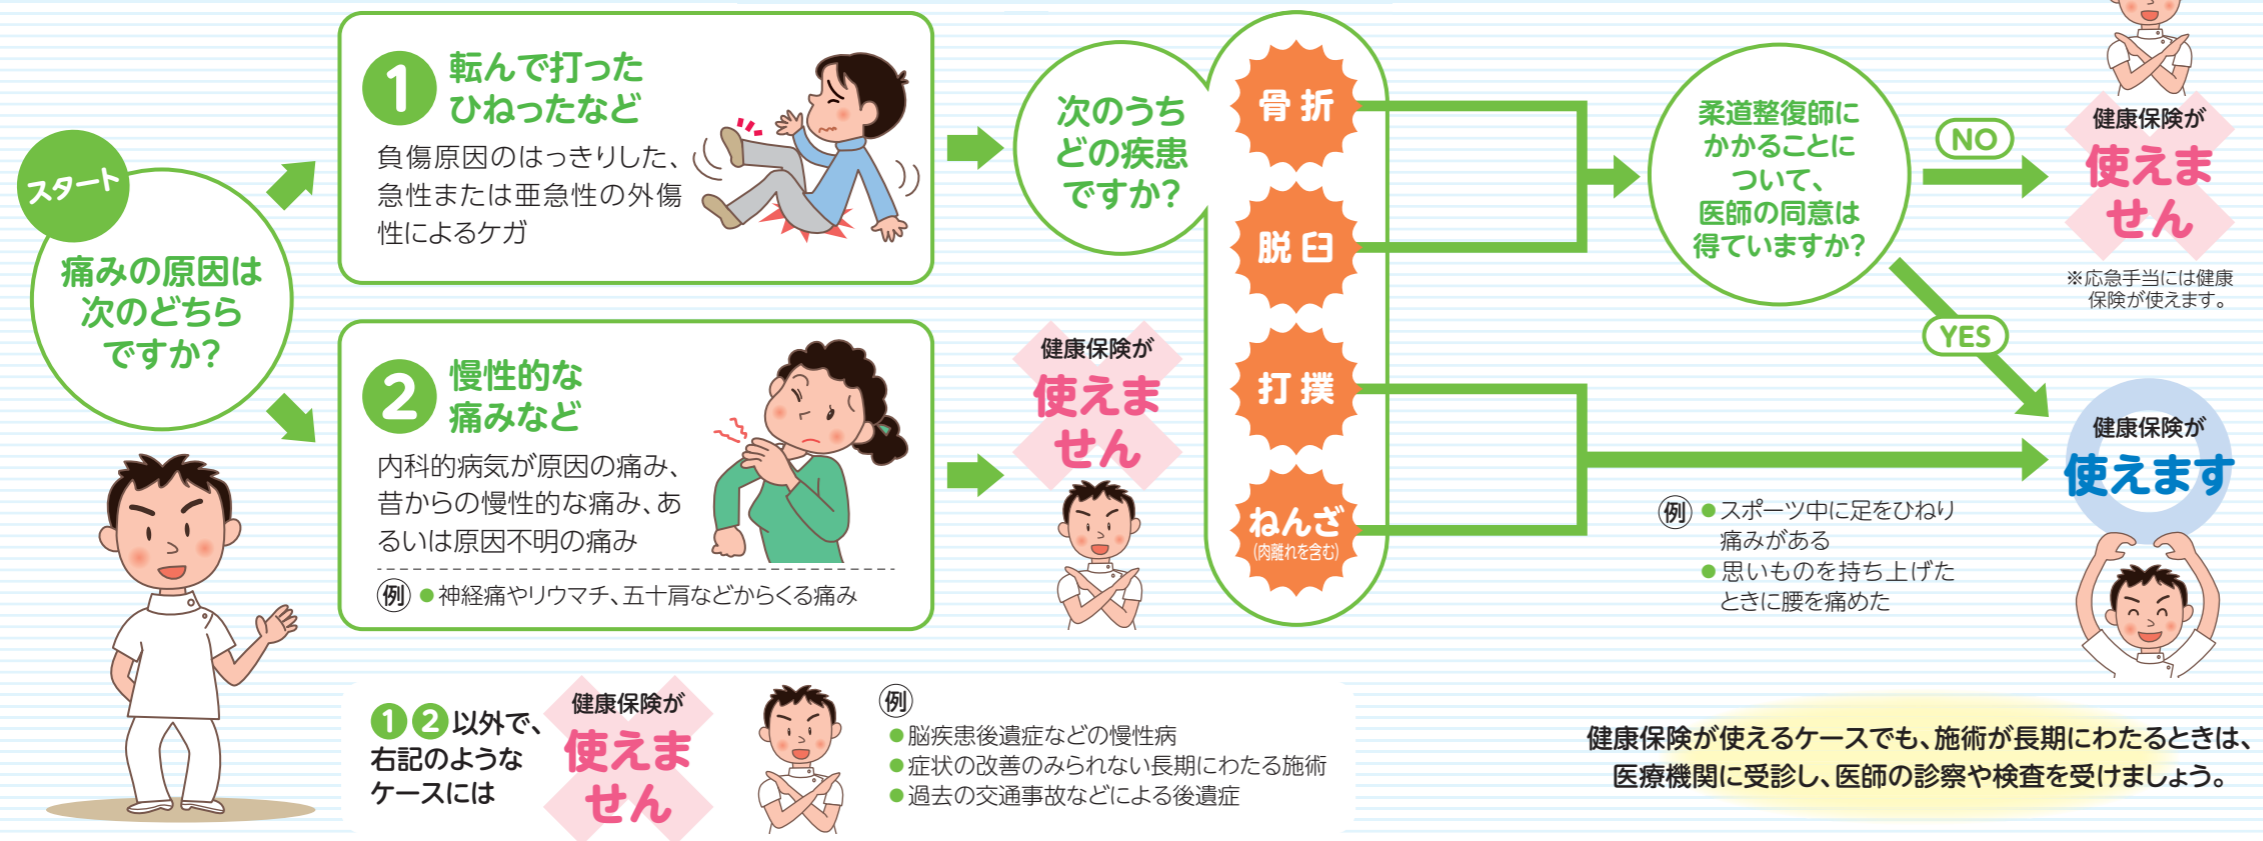 スタート
痛みの原因は
次のどちら
ですか?
1 転んで打った
ひねったなど
負傷原因のはっきりした、
急性または亜急性の外傷
性によるケガ
2 慢性的な
痛みなど
内科的病気が原因の痛み、
昔からの慢性的な痛み、あ
るいは原因不明の痛み
例 ●神経痛やリウマチ、五十肩などからくる痛み
健康保険が
使えま
せん
次のうち
どの疾患
ですか?
骨折
脱臼
打撲
ねんざ
(肉離れを含む)
柔道整復師に
かかることに
ついて、
医師の同意は
得ていますか?
NO
健康保険が
使えま
せん
※応急手当には健康
保険が使えます。
YES
健康保険が
使えます
例 ●スポーツ中に足をひねり
痛みがある
●思いものを持ち上げた
ときに腰を痛めた
1 2 以外で、
右記のような
ケースには
健康保険が
使えま
せん
例
●脳疾患後遺症などの慢性病
●症状の改善のみられない長期にわたる施術
●過去の交通事故などによる後遺症
健康保険が使えるケースでも、施術が長期にわたるときは、
医療機関に受診し、医師の診察や検査を受けましょう。